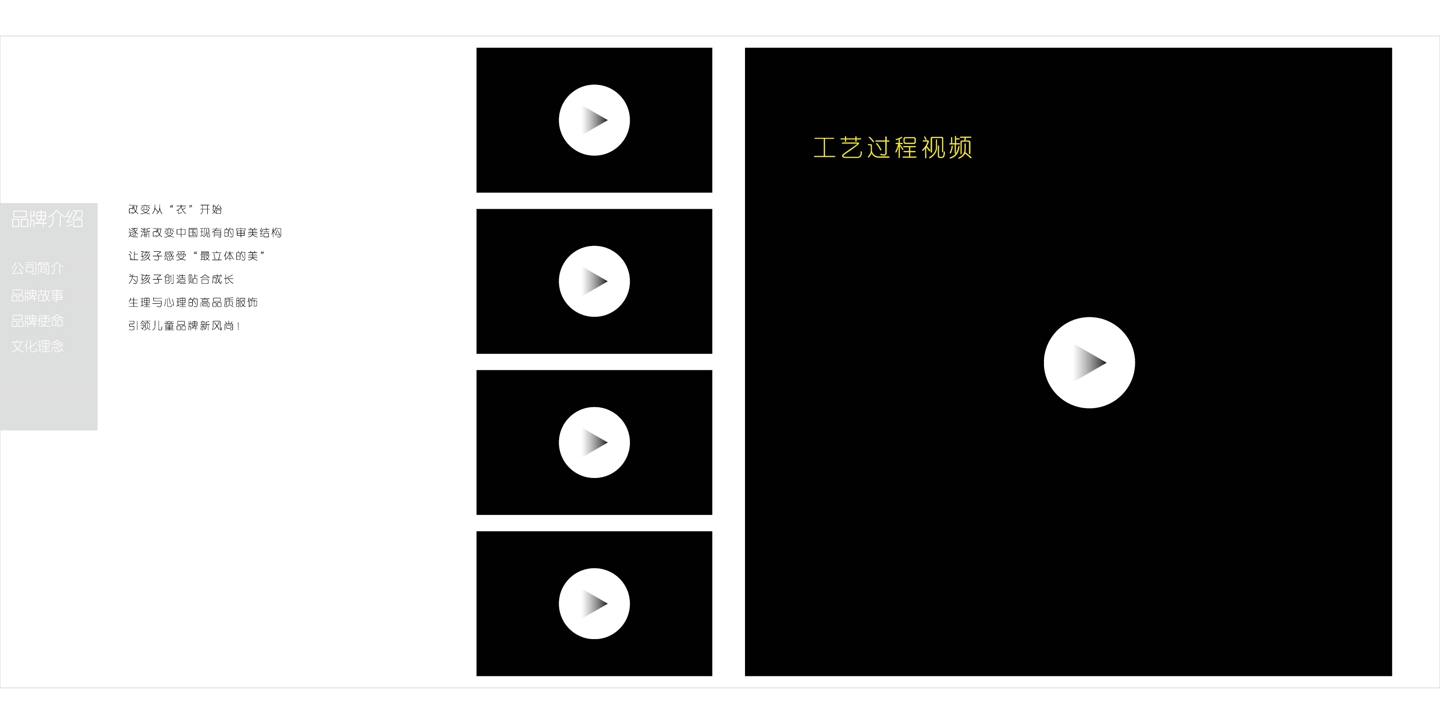 品牌介绍
公司简介
品牌故事
品牌使命
文化理念
改变从“衣”开始
逐渐改变中国现有的审美结构
让孩子感受“最立体的美”
为孩子创造贴合成长
生理与心理的高品质服饰
引领儿童品牌新风尚!
工艺过程视频